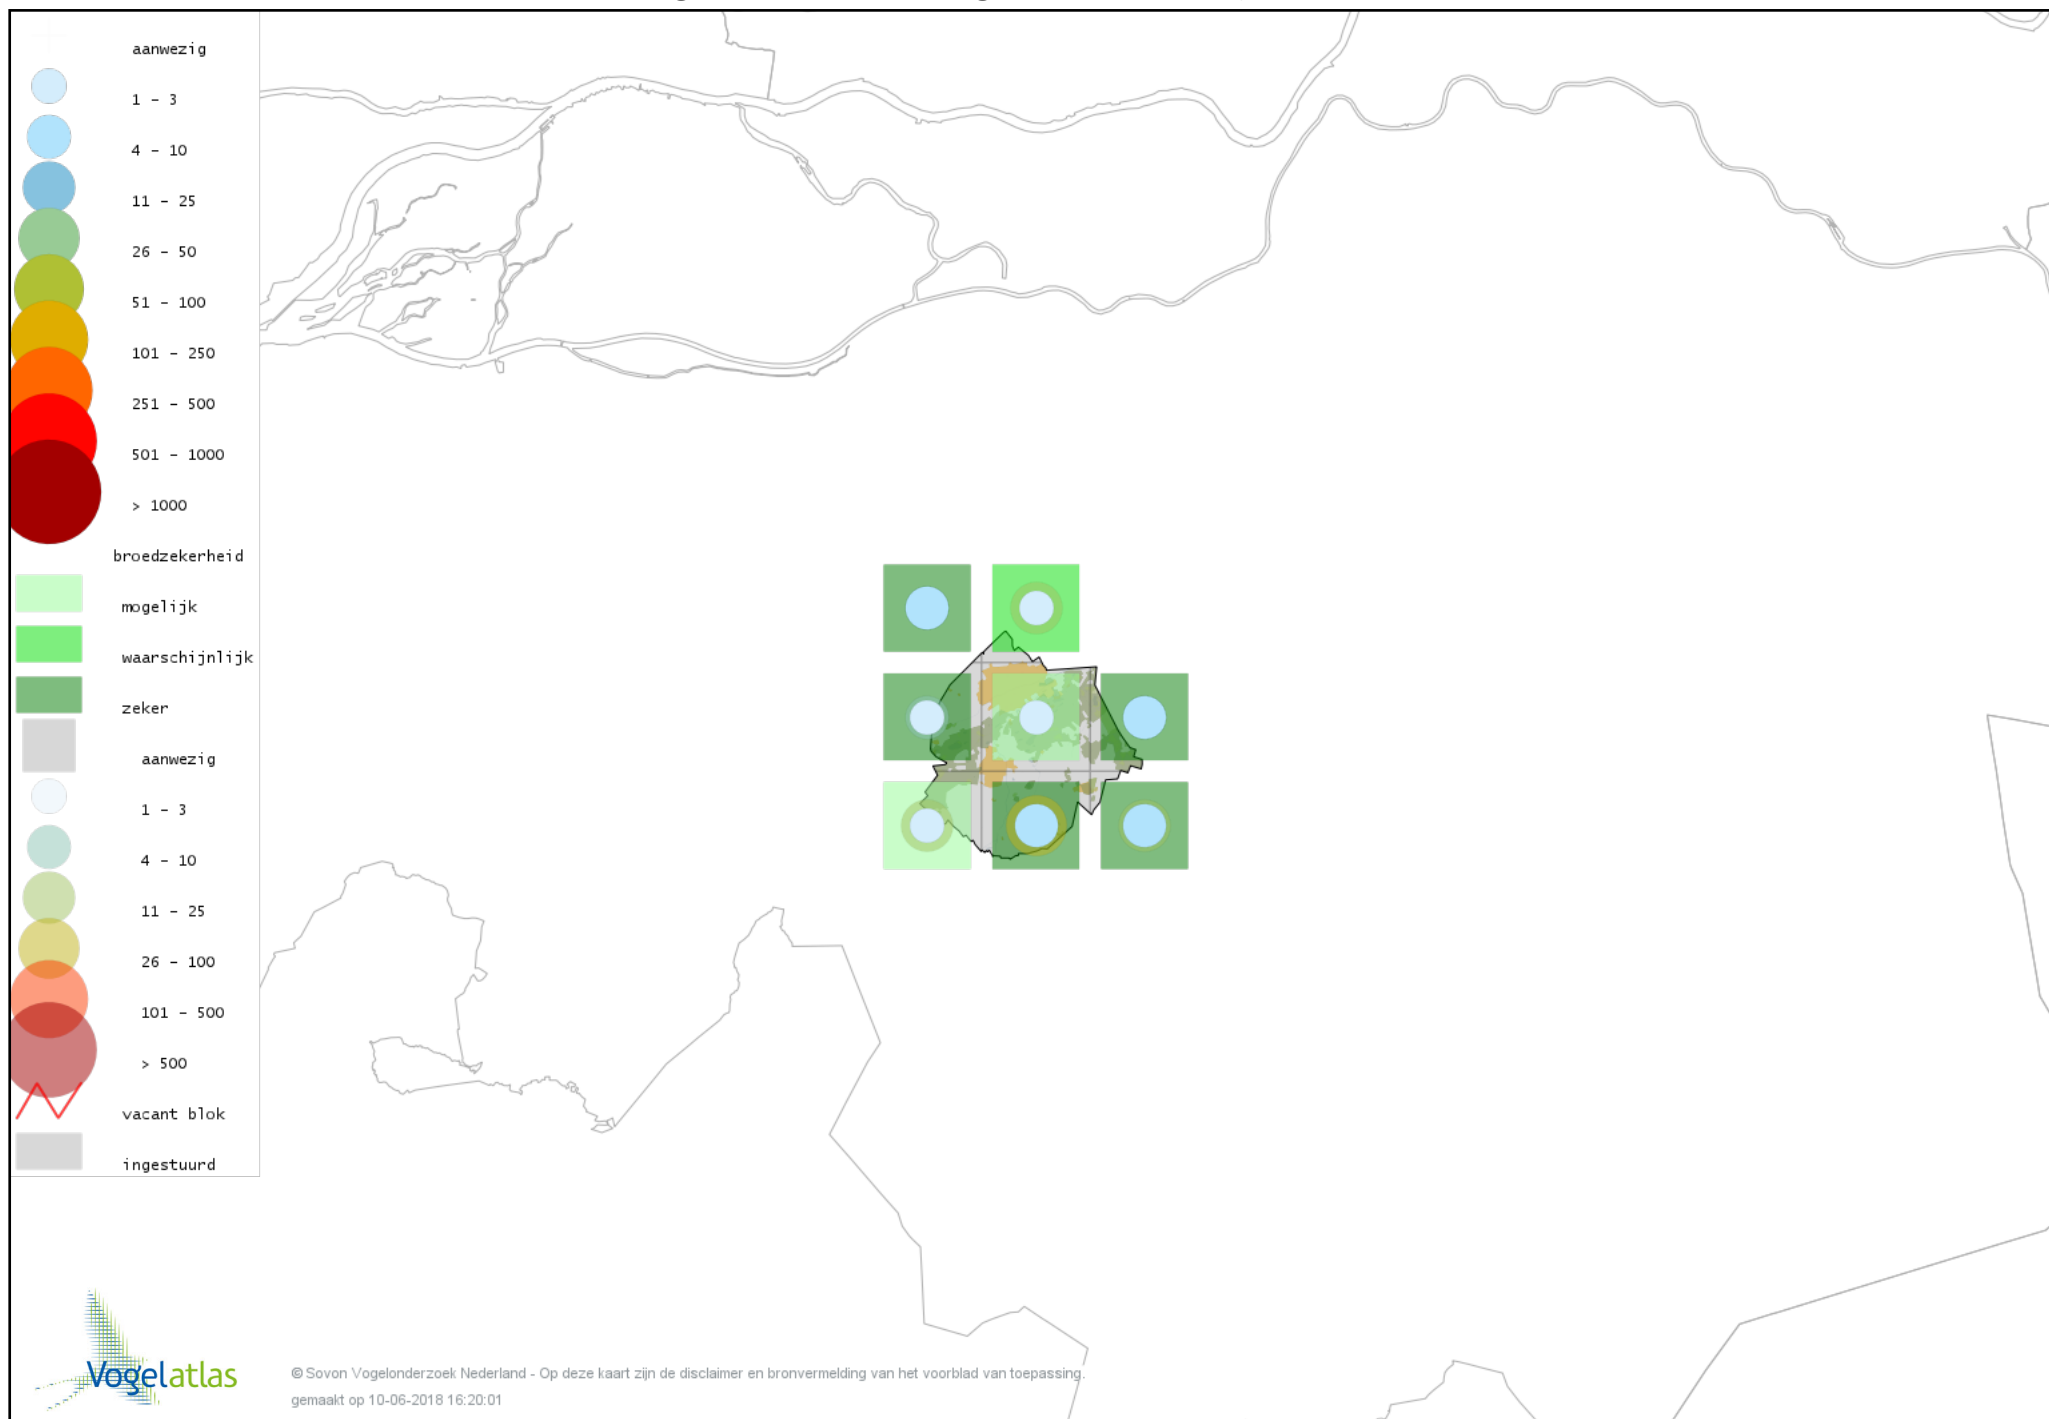 aanwezig
1 - 3
4 - 10
11 - 25
26 - 50
51 - 100
101 - 250
251 - 500
501 - 1000
> 1000
broedzekerheid
mogelijk
waarschijnlijk
zeker
aanwezig
1 - 3
4 - 10
11 - 25
26 - 100
101 - 500
> 500
vacant blok
ingestuurd
Vogelatlas
© Sovon Vogelonderzoek Nederland - Op deze kaart zijn de disclaimer en bronvermelding van het voorblad van toepassing.
gemaakt op 10-06-2018 16:20:01